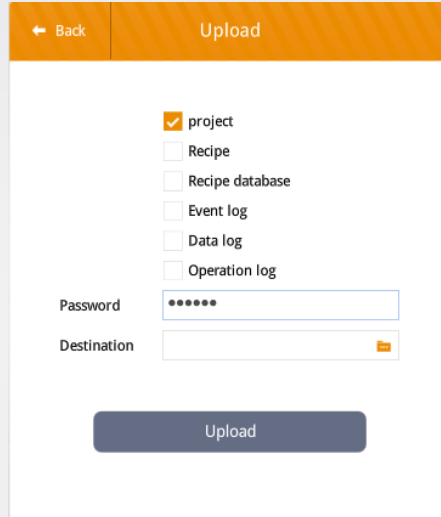 Back
Upload
project
Recipe
Recipe database
Event log
Data log
Operation log
Password ••••••
Destination
Upload